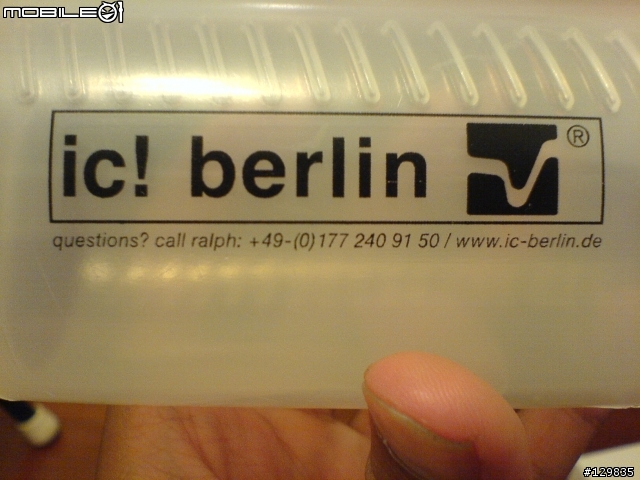 MOBILE01
ic! berlin ®
questions? call ralph: +49-(0)177 240 91 50 / www.ic-berlin.de
#129835